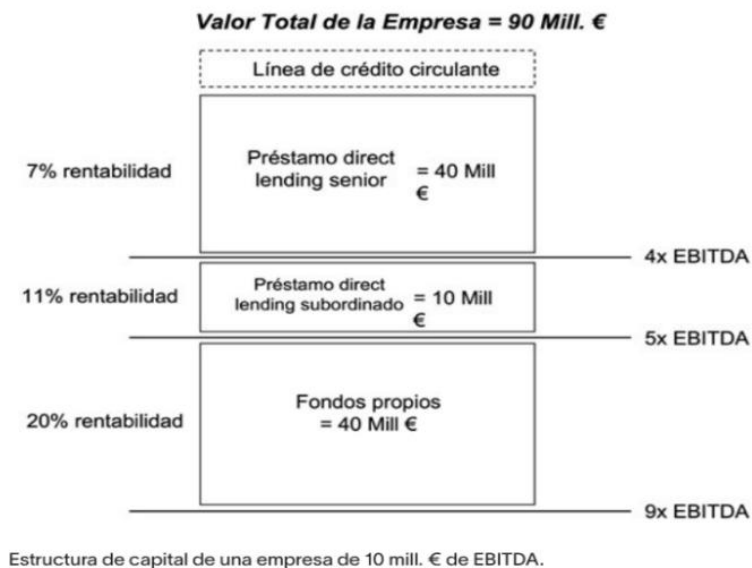 Valor Total de la Empresa = 90 Mill. €
Línea de crédito circulante
7% rentabilidad
Préstamo direct
lending senior = 40 Mill
€
4x EBITDA
11% rentabilidad
Préstamo direct
lending subordinado = 10 Mill
€
5x EBITDA
20% rentabilidad
Fondos propios
= 40 Mill €
9x EBITDA
Estructura de capital de una empresa de 10 mill. € de EBITDA.